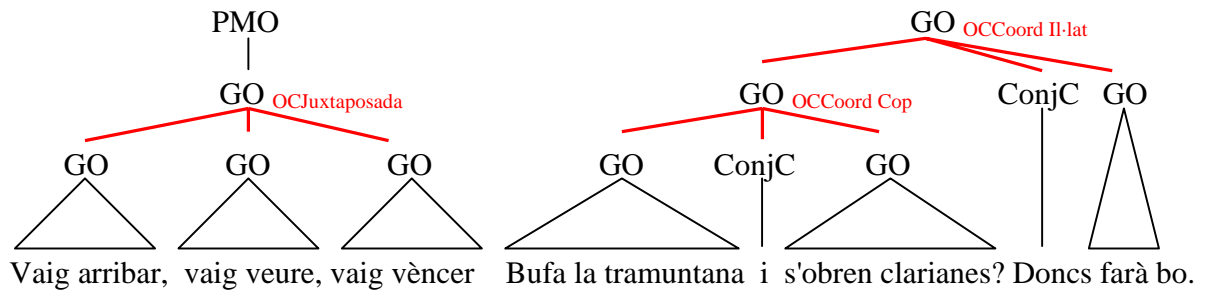 PMO
GO OCCoord Il·lat
GO OCJuxtaposada
GO OCCoord Cop
ConjC GO
GO GO GO
GO ConjC GO
Vaig arribar, vaig veure, vaig vèncer
Bufa la tramuntana i s'obren clarianes? Doncs farà bo.